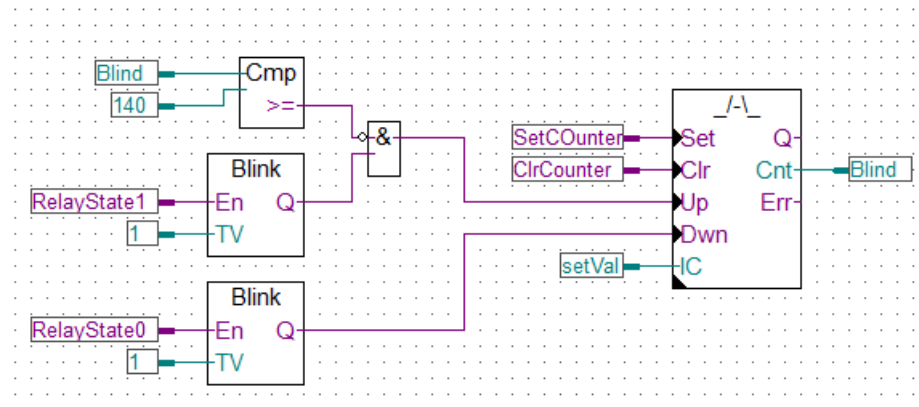 Blind
140
Cmp
>=
&
RelayState1
1
Blink
En Q
TV
RelayState0
1
Blink
En Q
TV
SetCOunter
ClrCounter
setVal
_/-\_
Set Q
Clr Cnt
Up Err
Dwn
IC
Blind